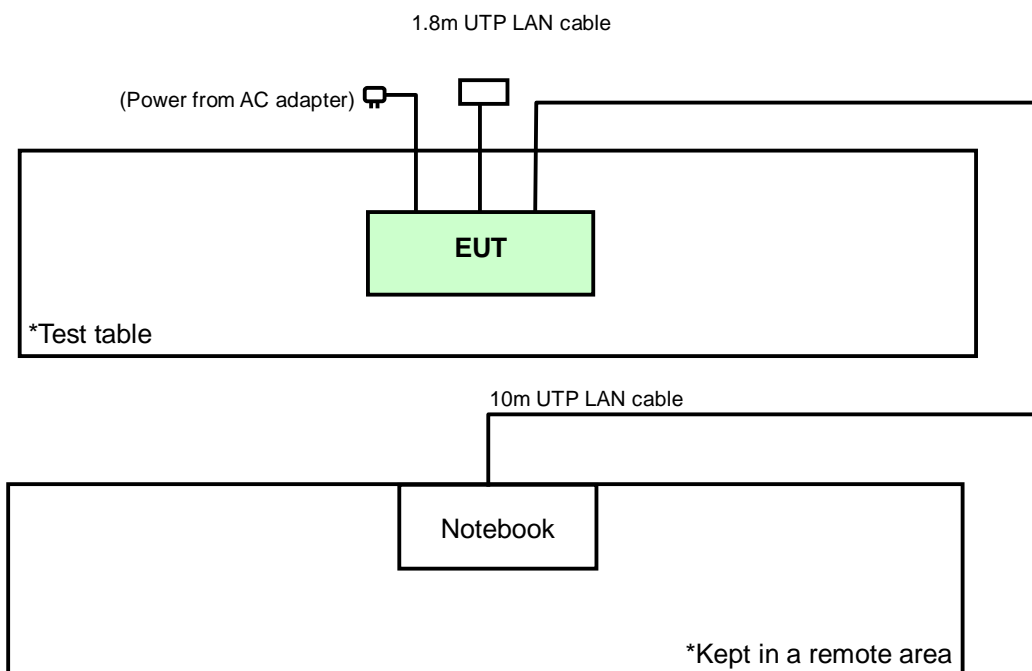 1.8m UTP LAN cable
(Power from AC adapter)
EUT
*Test table
10m UTP LAN cable
Notebook
*Kept in a remote area